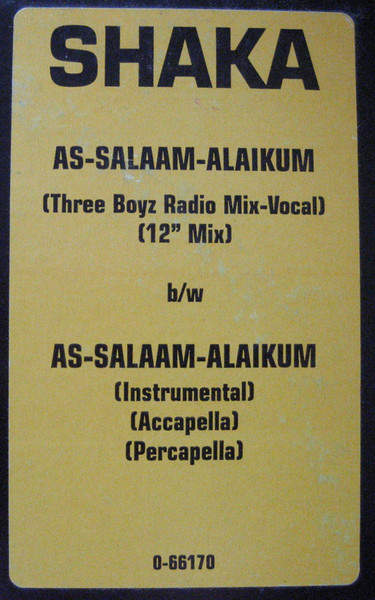 SHAKA
AS-SALAAM-ALAIKUM
(Three Boyz Radio Mix-Vocal)
(12” Mix)
b/w
AS-SALAAM-ALAIKUM
(Instrumental)
(Accapella)
(Percapella)
0-66170